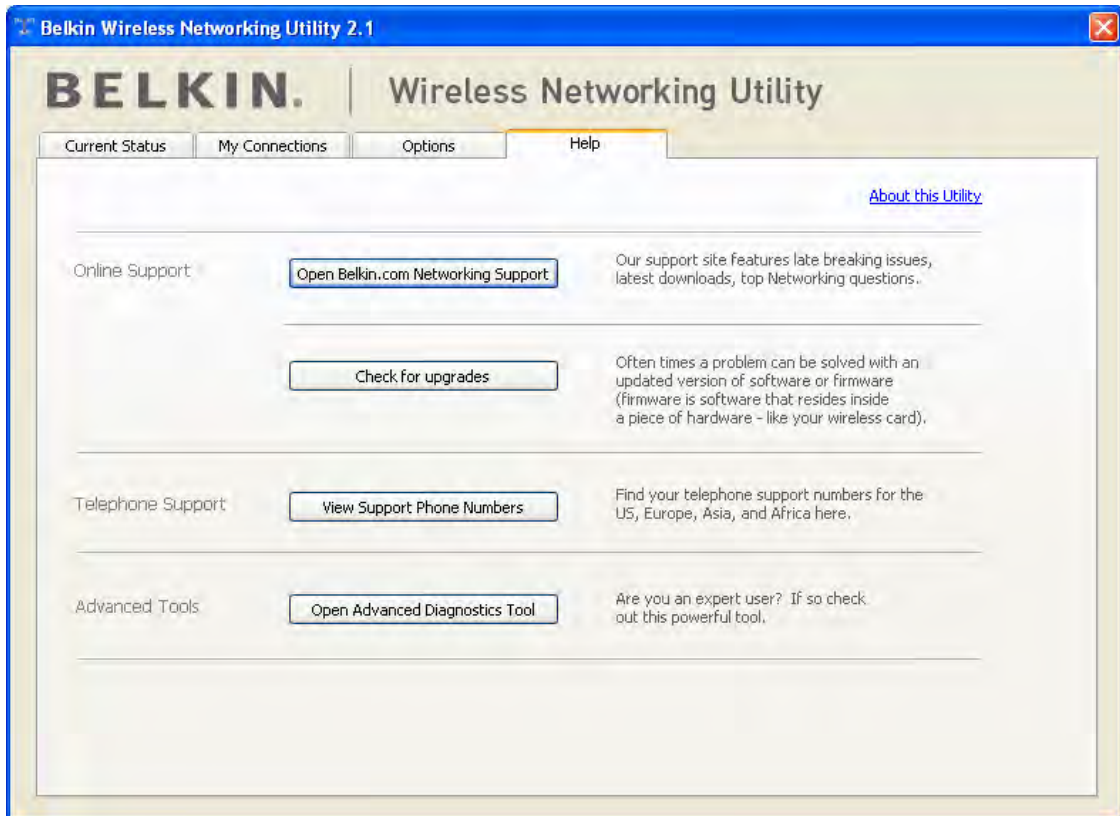 Belkin Wireless Networking Utility 2.1
BELKIN. Wireless Networking Utility
Current Status My Connections Options Help
About this Utility
Online Support
Open Belkin.com Networking Support
Our support site features late breaking issues,
latest downloads, top Networking questions.
Check for upgrades
Often times a problem can be solved with an
updated version of software or firmware
(firmware is software that resides inside
a piece of hardware - like your wireless card).
Telephone Support
View Support Phone Numbers
Find your telephone support numbers for the
US, Europe, Asia, and Africa here.
Advanced Tools
Open Advanced Diagnostics Tool
Are you an expert user? If so check
out this powerful tool.